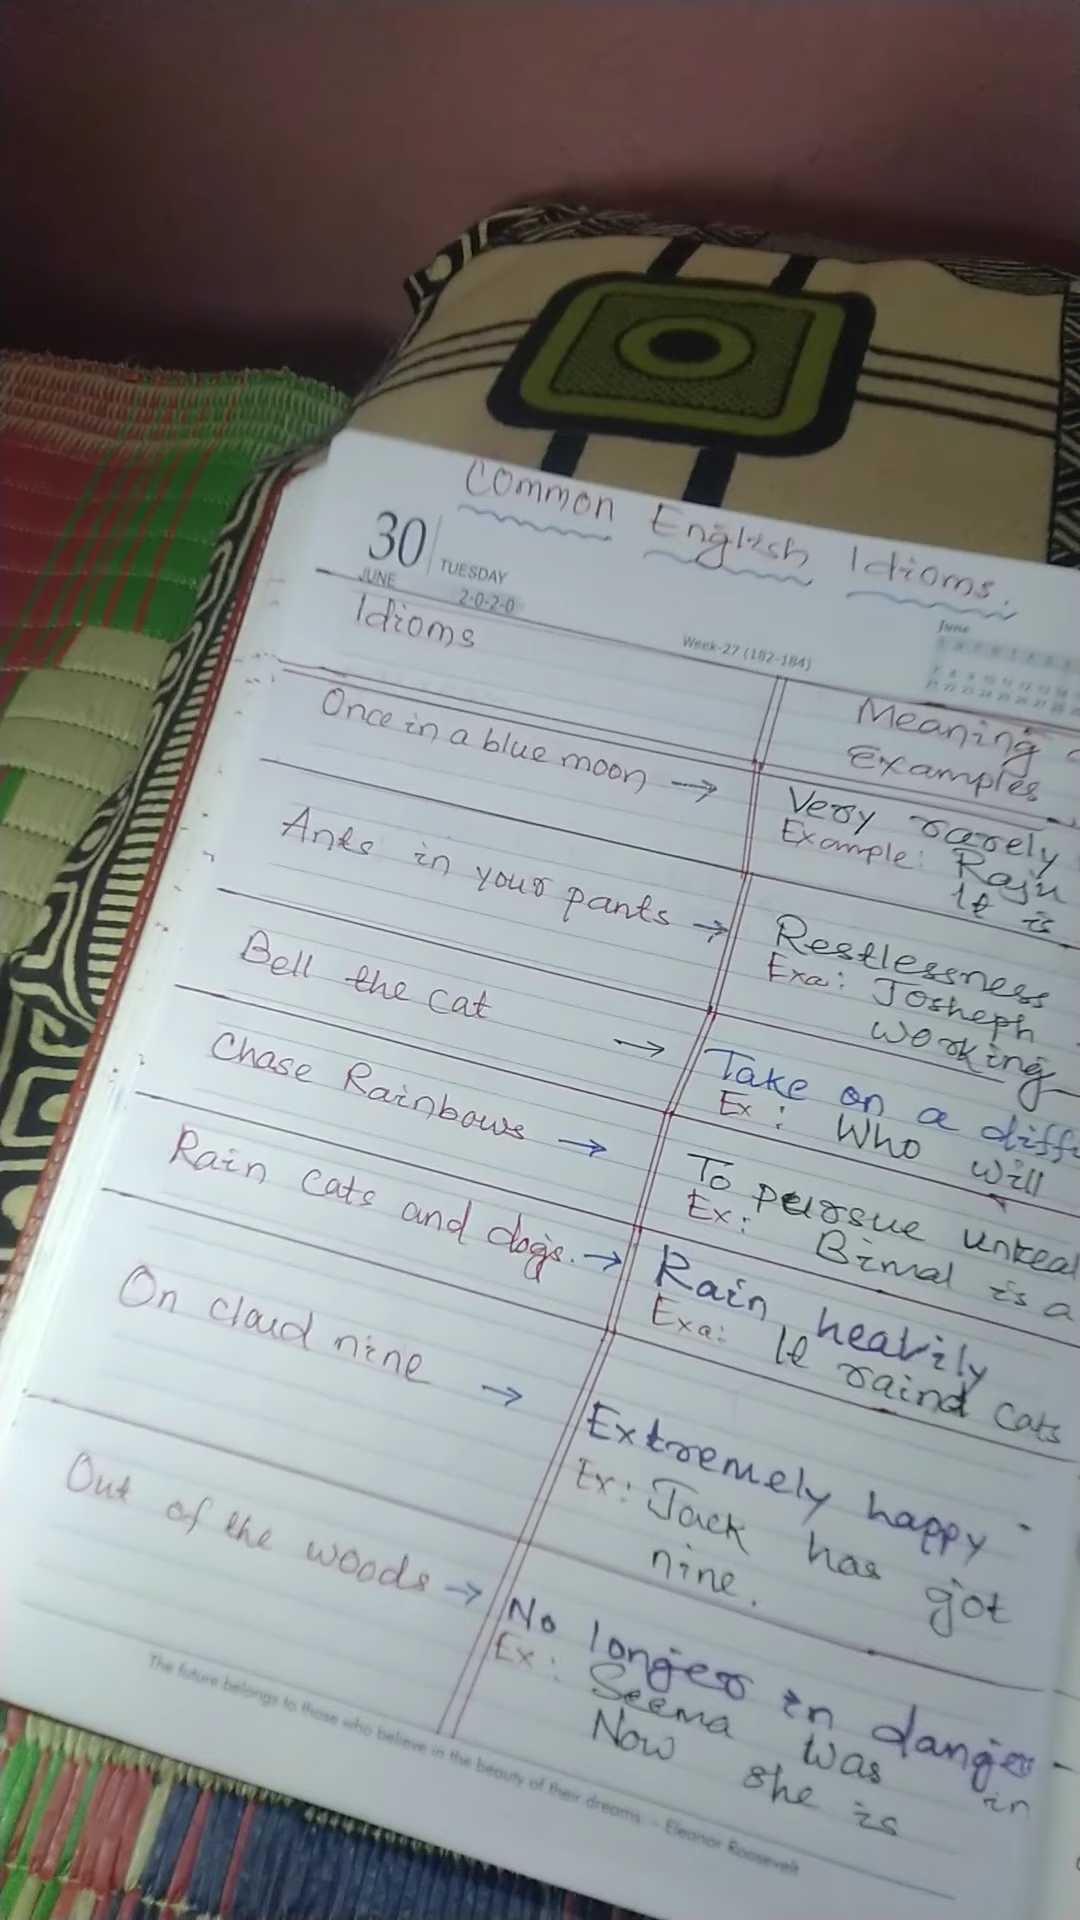 Common English Idioms.
30 TUESDAY
JUNE 2-0-2-0
Week-27 (182-184)
June
Idioms
Meaning
Examples
Once in a blue moon →
Very rarely
Example: Raju
It is
Ants in your pants →
Restlessness
Exa: Josheph
working
Bell the cat →
Take on a diff
Ex: Who will
Chase Rainbows →
To pursue unreal
Ex: Bimal is a
Rain cats and dogs. →
Rain heavily
Exa: It raind cats
On cloud nine →
Extremely happy
Ex: Jack has got
nine.
Out of the woods →
No longer in danger
Ex: Seema was in
Now she is
The future belongs to those who believe in the beauty of their dreams. - Eleanor Roosevelt